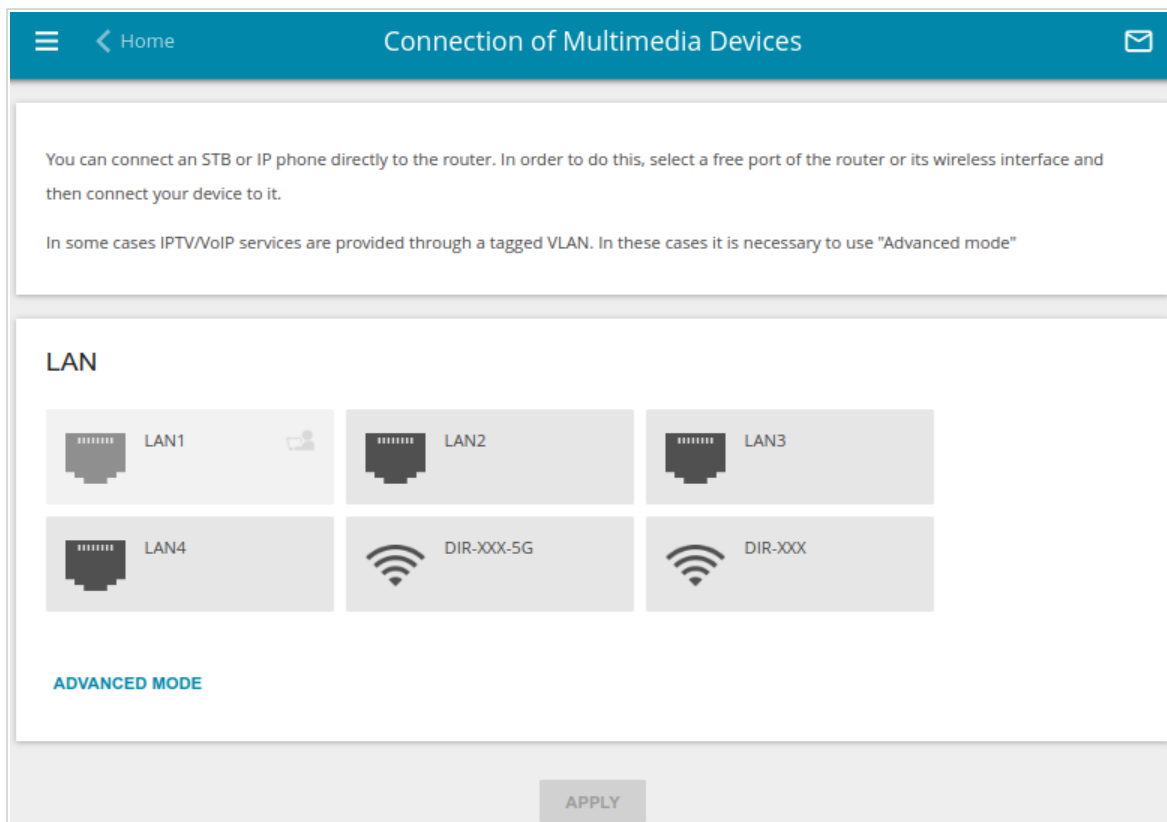 Home
Connection of Multimedia Devices
You can connect an STB or IP phone directly to the router. In order to do this, select a free port of the router or its wireless interface and
then connect your device to it.
In some cases IPTV/VoIP services are provided through a tagged VLAN. In these cases it is necessary to use "Advanced mode"
LAN
LAN1
LAN2
LAN3
LAN4
DIR-XXX-5G
DIR-XXX
ADVANCED MODE
APPLY